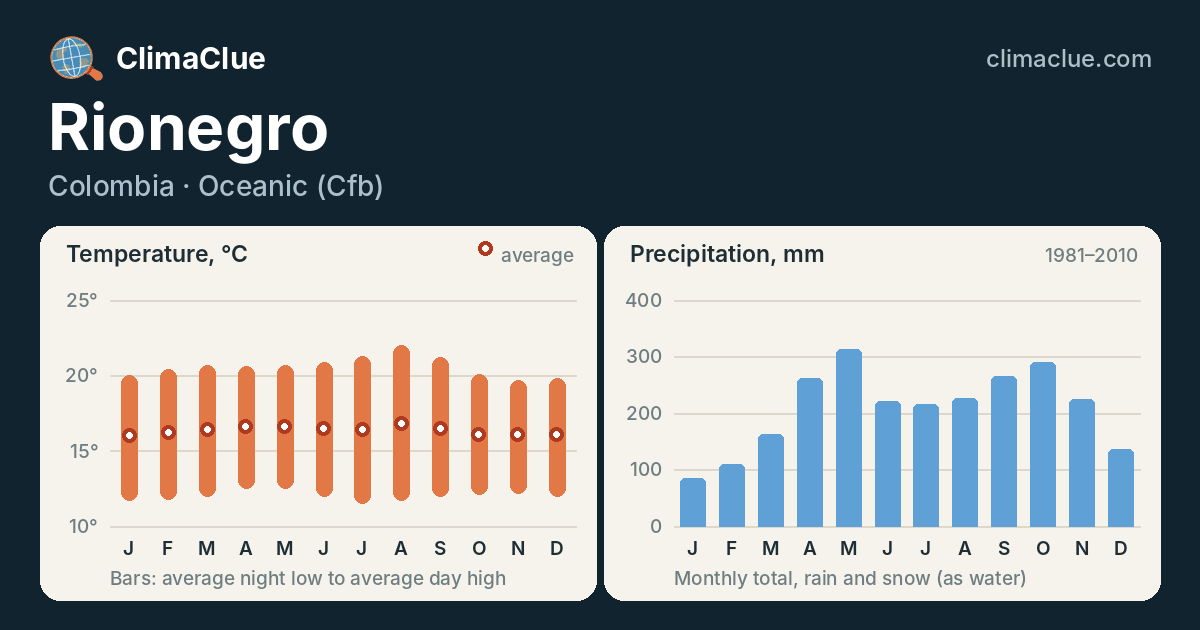 ClimaClue
climaclue.com
Rionegro
Colombia · Oceanic (Cfb)
Temperature, °C
average
25°
20°
15°
10°
J F M A M J J A S O N D
Bars: average night low to average day high
Precipitation, mm
1981–2010
400
300
200
100
0
J F M A M J J A S O N D
Monthly total, rain and snow (as water)